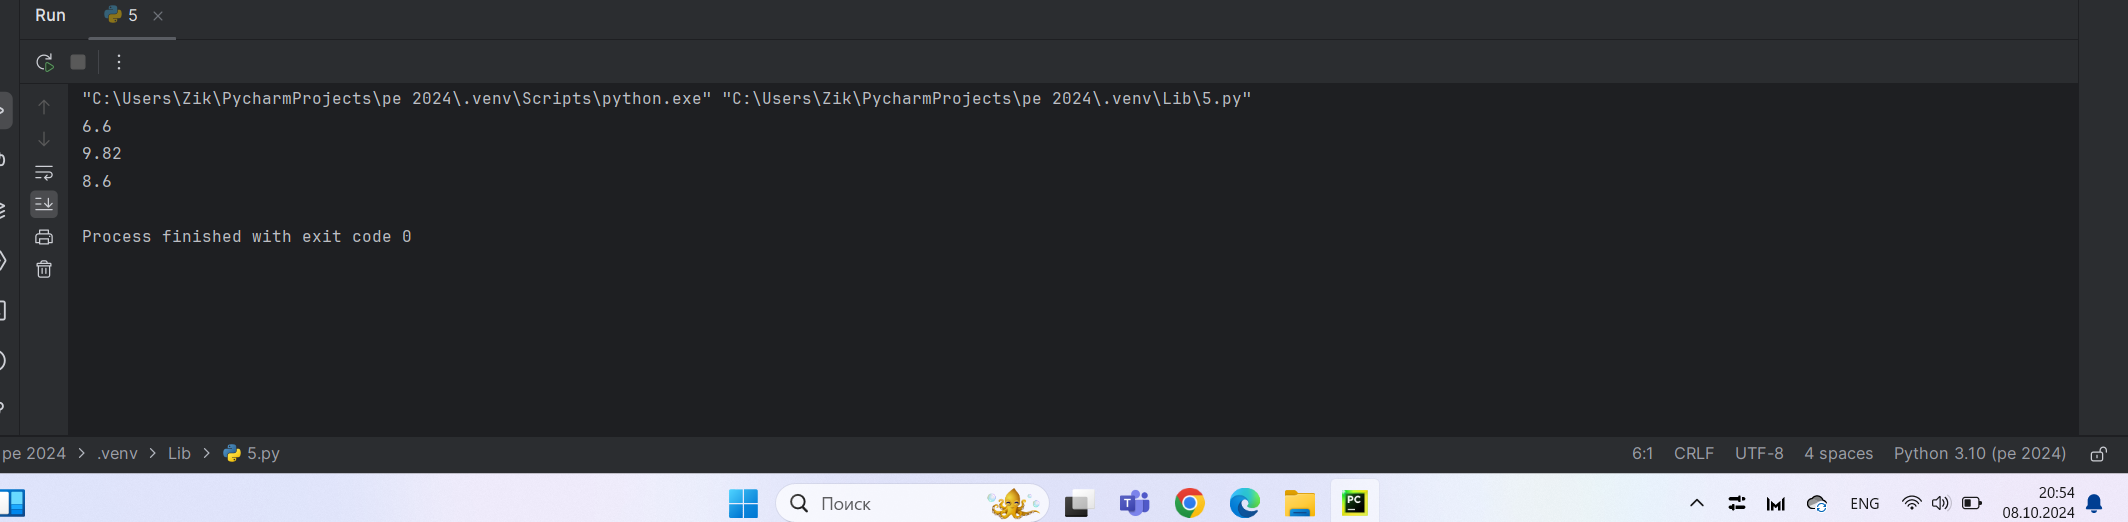 Run 5
"C:\Users\Zik\PycharmProjects\pe 2024\.venv\Scripts\python.exe" "C:\Users\Zik\PycharmProjects\pe 2024\.venv\Lib\5.py"
6.6
9.82
8.6
Process finished with exit code 0
pe 2024 > .venv > Lib > 5.py 6:1 CRLF UTF-8 4 spaces Python 3.10 (pe 2024)
Поиск ENG 20:54
08.10.2024